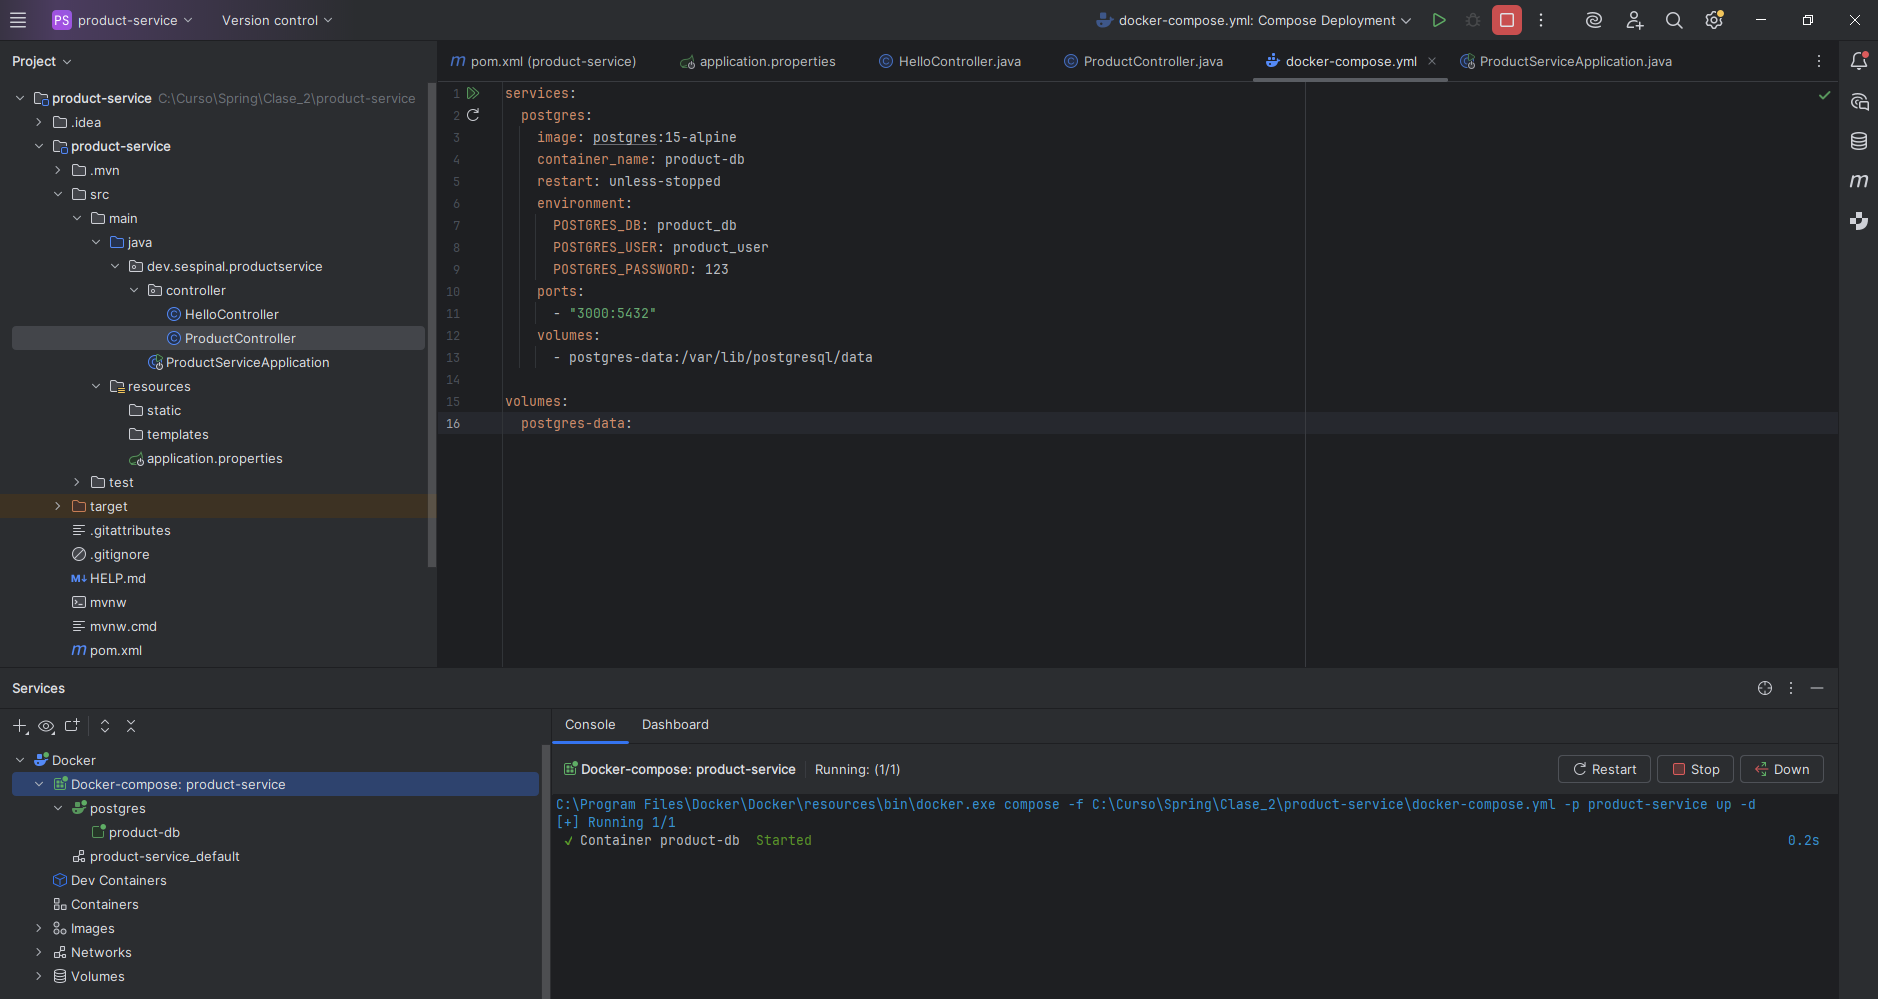 PS product-service
Version control
docker-compose.yml: Compose Deployment
Project
pom.xml (product-service)
application.properties
HelloController.java
ProductController.java
docker-compose.yml
ProductServiceApplication.java
product-service C:\Curso\Spring\Clase_2\product-service
.idea
product-service
.mvn
src
main
java
dev.sespinal.productservice
controller
HelloController
ProductController
ProductServiceApplication
resources
static
templates
application.properties
test
target
.gitattributes
.gitignore
M↓ HELP.md
mvnw
mvnw.cmd
m pom.xml
1 services:
2 postgres:
3 image: postgres:15-alpine
4 container_name: product-db
5 restart: unless-stopped
6 environment:
7 POSTGRES_DB: product_db
8 POSTGRES_USER: product_user
9 POSTGRES_PASSWORD: 123
10 ports:
11 - "3000:5432"
12 volumes:
13 - postgres-data:/var/lib/postgresql/data
14
15 volumes:
16 postgres-data:
Services
Docker
Docker-compose: product-service
postgres
product-db
product-service_default
Dev Containers
Containers
Images
Networks
Volumes
Console Dashboard
Docker-compose: product-service Running: (1/1)
Restart Stop Down
C:\Program Files\Docker\Docker\resources\bin\docker.exe compose -f C:\Curso\Spring\Clase_2\product-service\docker-compose.yml -p product-service up -d
[+] Running 1/1
✓ Container product-db Started 0.2s